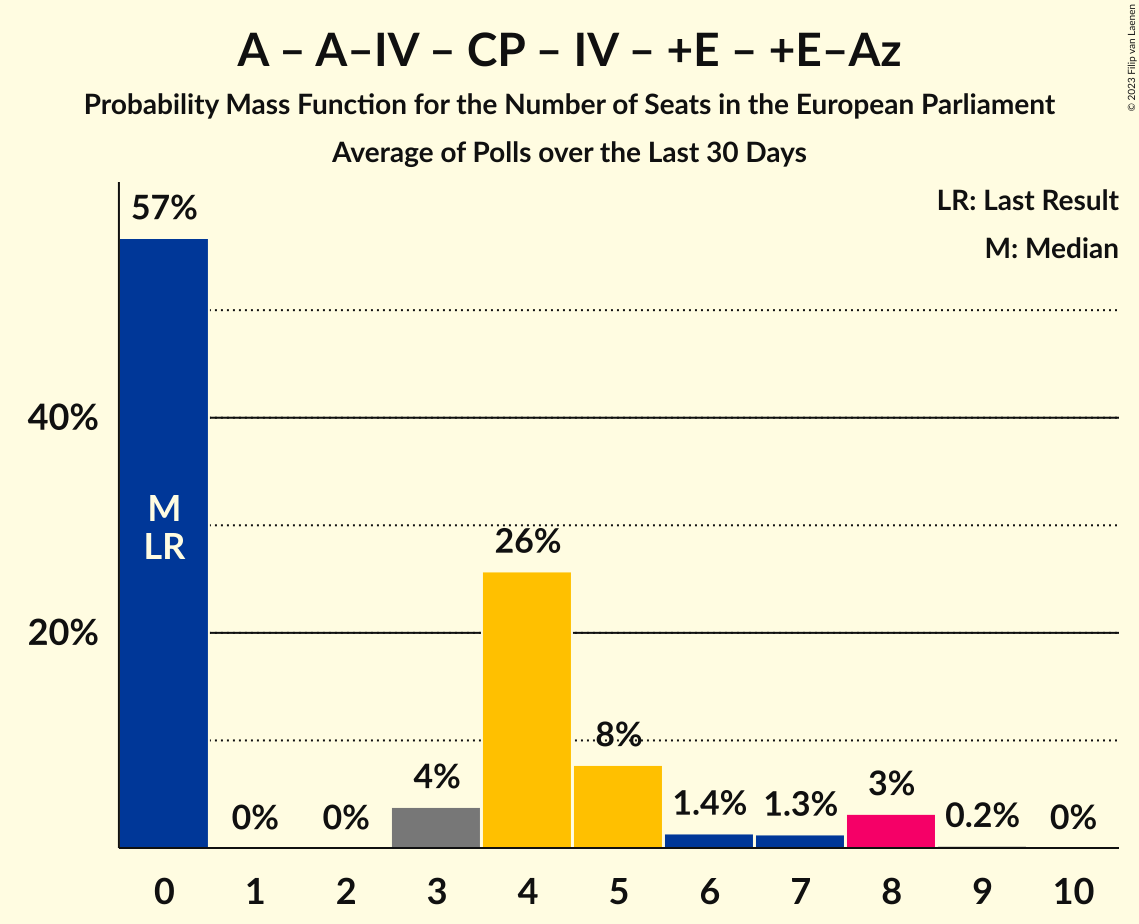 A – A–IV – CP – IV – +E – +E–Az
Probability Mass Function for the Number of Seats in the European Parliament
Average of Polls over the Last 30 Days
© 2023 Filip van Laenen
LR: Last Result
M: Median
57%
40%
M
LR
26%
20%
8%
4%
3%
1.4%
1.3%
0.2%
0%
0%
0%
0 1 2 3 4 5 6 7 8 9 10